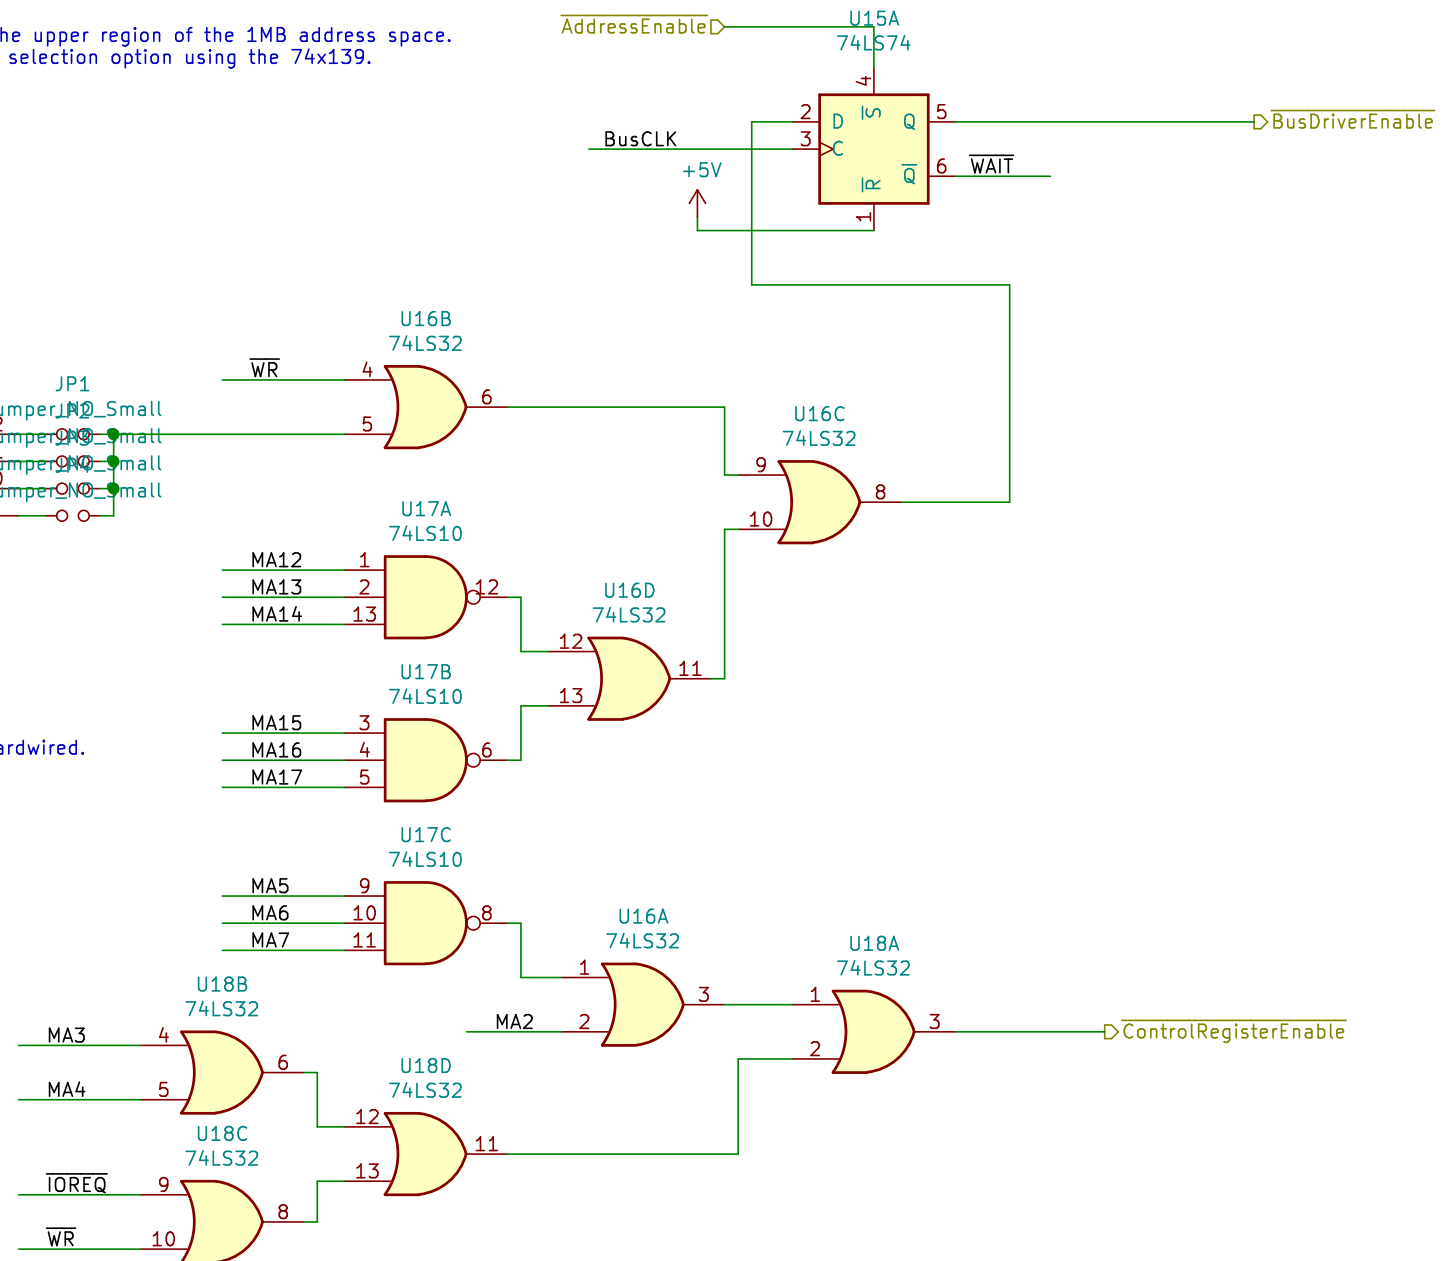 he upper region of the 1MB address space.
selection option using the 74x139.
AddressEnable
U15A
74LS74
4
2
D
S
Q
5
BusDriverEnable
BusCLK
3
C
+5V
R
Q
6
WAIT
1
U16B
74LS32
WR
4
5
6
JP1
umper_NO_Small
JP2
umper_NO_Small
umper_NO_Small
umper_NO_Small
U16C
74LS32
9
10
8
U17A
74LS10
MA12
1
MA13
2
MA14
13
12
U16D
74LS32
12
13
11
U17B
74LS10
MA15
3
MA16
4
MA17
5
6
ardwired.
U17C
74LS10
MA5
9
MA6
10
MA7
11
8
U16A
74LS32
1
MA2
2
3
U18A
74LS32
1
2
3
ControlRegisterEnable
U18B
74LS32
MA3
4
MA4
5
6
U18D
74LS32
12
13
11
U18C
74LS32
IOREQ
9
WR
10
8